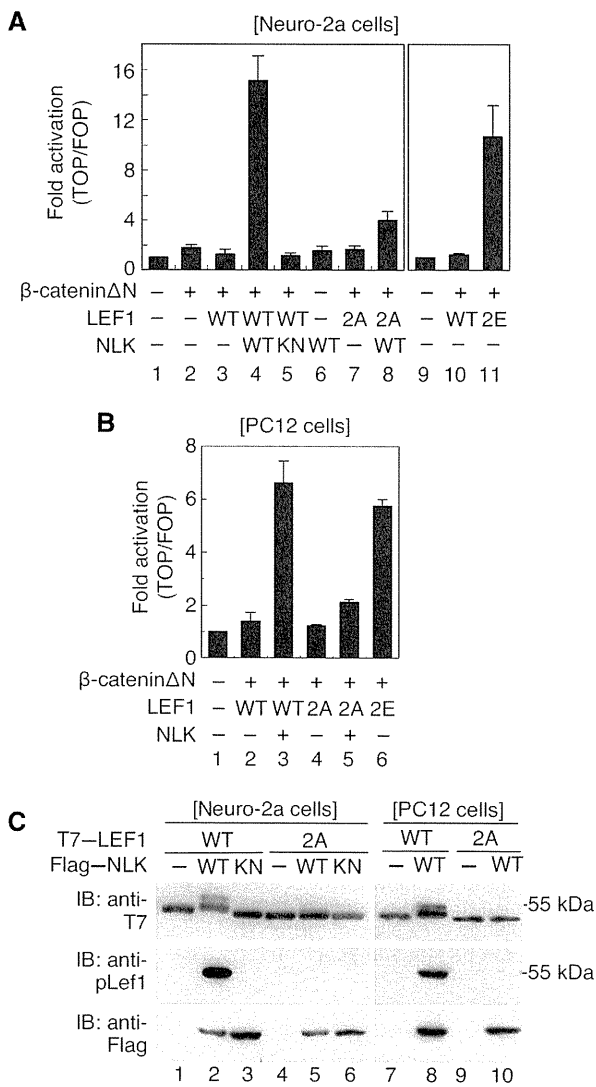 A
[Neuro-2a cells]
Fold activation
(TOP/FOP)
16
12
8
4
0
β-cateninΔN – + + + + – + + – + +
LEF1 – – WT WT WT – 2A 2A – WT 2E
NLK – – – WT KN WT – WT – – –
1 2 3 4 5 6 7 8 9 10 11
B
[PC12 cells]
Fold activation
(TOP/FOP)
8
6
4
2
0
β-cateninΔN – + + + + +
LEF1 – WT WT 2A 2A 2E
NLK – – + – + –
1 2 3 4 5 6
C
[Neuro-2a cells] [PC12 cells]
T7–LEF1 WT 2A WT 2A
Flag–NLK – WT KN – WT KN – WT – WT
IB: anti-
T7
-55 kDa
IB: anti-
pLef1
-55 kDa
IB: anti-
Flag
1 2 3 4 5 6 7 8 9 10